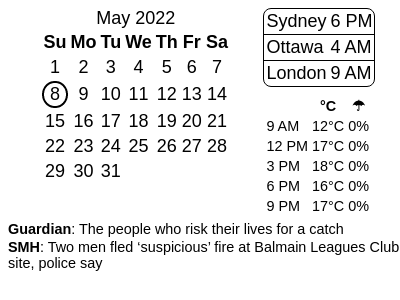 May 2022
Su Mo Tu We Th Fr Sa
1 2 3 4 5 6 7
8 9 10 11 12 13 14
15 16 17 18 19 20 21
22 23 24 25 26 27 28
29 30 31
Sydney 6 PM
Ottawa 4 AM
London 9 AM
°C ☂
9 AM 12°C 0%
12 PM 17°C 0%
3 PM 18°C 0%
6 PM 16°C 0%
9 PM 17°C 0%
Guardian: The people who risk their lives for a catch
SMH: Two men fled ‘suspicious’ fire at Balmain Leagues Club
site, police say